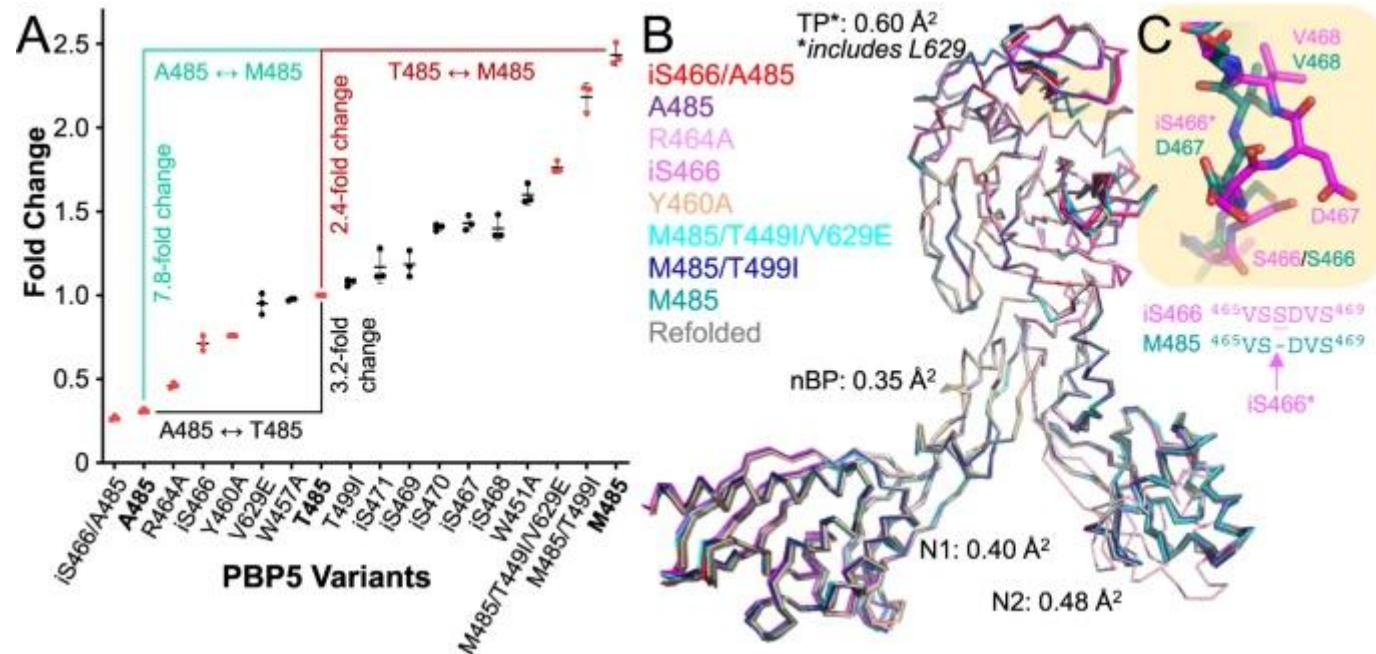 A
Fold Change
2.5
2.0
1.5
1.0
0.5
0
A485 ↔ M485
T485 ↔ M485
7.8-fold change
2.4-fold change
3.2-fold
change
A485 ↔ T485
iS466/A485
A485
R464A
iS466
Y460A
V629E
W457A
T485
T499I
iS471
iS469
iS470
iS467
iS468
W451A
M485/T449I/V629E
M485/T499I
M485
PBP5 Variants
B
iS466/A485
A485
R464A
iS466
Y460A
M485/T449I/V629E
M485/T499I
M485
Refolded
TP*: 0.60 Å²
*includes L629
nBP: 0.35 Å²
N1: 0.40 Å²
N2: 0.48 Å²
C
V468
V468
iS466*
D467
D467
S466/S466
iS466 ⁴⁶⁵VSSDVS⁴⁶⁹
M485 ⁴⁶⁵VS-DVS⁴⁶⁹
iS466*